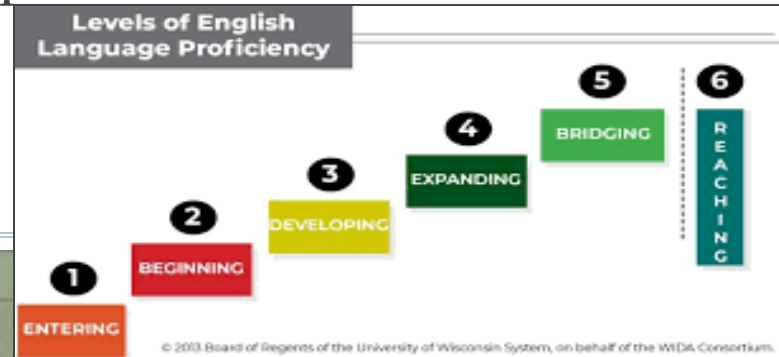 Levels of English
Language Proficiency
1
ENTERING
2
BEGINNING
3
DEVELOPING
4
EXPANDING
5
BRIDGING
6
REACHING
© 2013 Board of Regents of the University of Wisconsin System, on behalf of the WIDA Consortium.